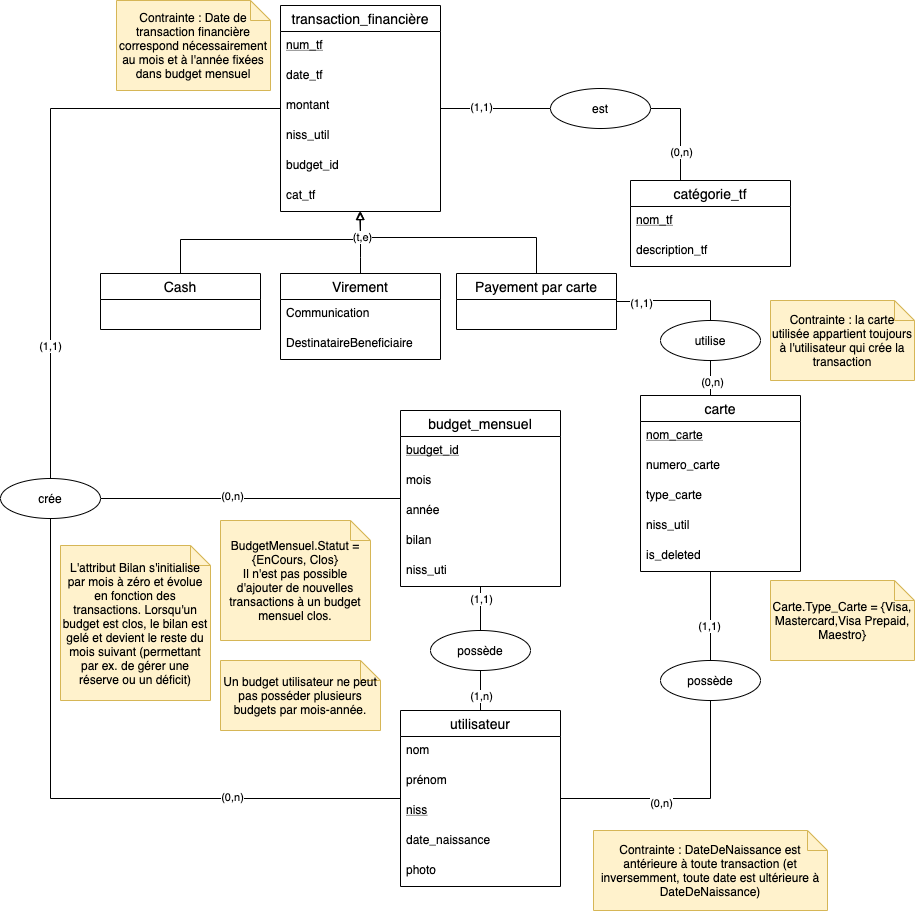 Contrainte : Date de
transaction financière
correspond nécessairement
au mois et à l'année fixées
dans budget mensuel
transaction_financière
num_tf
date_tf
montant
niss_util
budget_id
cat_tf
(1,1)
est
(0,n)
catégorie_tf
nom_tf
description_tf
(t,e)
Cash
Virement
Communication
DestinataireBeneficiaire
Payement par carte
(1,1)
utilise
(0,n)
Contrainte : la carte
utilisée appartient toujours
à l'utilisateur qui crée la
transaction
(1,1)
carte
nom_carte
numero_carte
type_carte
niss_util
is_deleted
budget_mensuel
budget_id
mois
année
bilan
niss_uti
crée
(0,n)
BudgetMensuel.Statut =
{EnCours, Clos}
Il n'est pas possible
d'ajouter de nouvelles
transactions à un budget
mensuel clos.
L'attribut Bilan s'initialise
par mois à zéro et évolue
en fonction des
transactions. Lorsqu'un
budget est clos, le bilan est
gelé et devient le reste du
mois suivant (permettant
par ex. de gérer une
réserve ou un déficit)
Carte.Type_Carte = {Visa,
Mastercard,Visa Prepaid,
Maestro}
(1,1)
possède
(1,n)
(1,1)
possède
Un budget utilisateur ne peut
pas posséder plusieurs
budgets par mois-année.
utilisateur
nom
prénom
niss
date_naissance
photo
(0,n)
(0,n)
Contrainte : DateDeNaissance est
antérieure à toute transaction (et
inversemment, toute date est ultérieure à
DateDeNaissance)